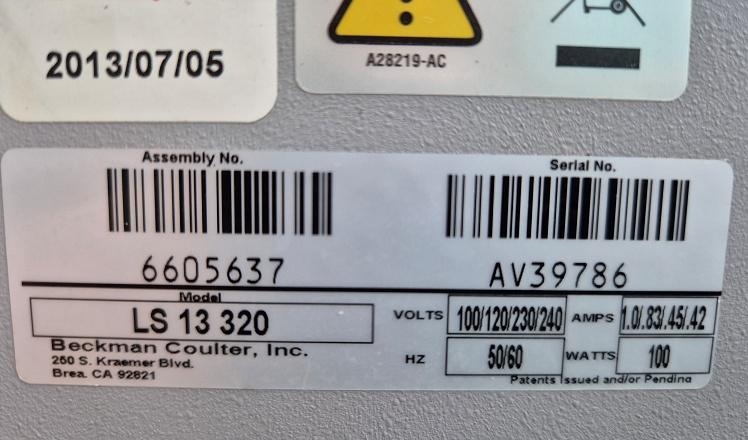 2013/07/05
A28219-AC
Assembly No.
Serial No.
6605637
AV39786
Model
LS 13 320
VOLTS 100/120/230/240 AMPS 1.0/.83/.45/.42
Beckman Coulter, Inc.
250 S. Kraemer Blvd.
Brea, CA 92821
HZ 50/60 WATTS 100
Patents Issued and/or Pending